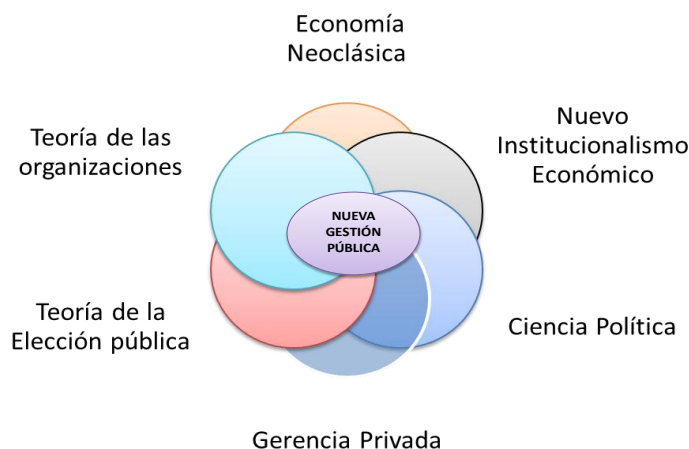 Economía
Neoclásica
Nuevo
Institucionalismo
Económico
Teoría de las
organizaciones
NUEVA
GESTIÓN
PÚBLICA
Teoría de la
Elección pública
Ciencia Política
Gerencia Privada